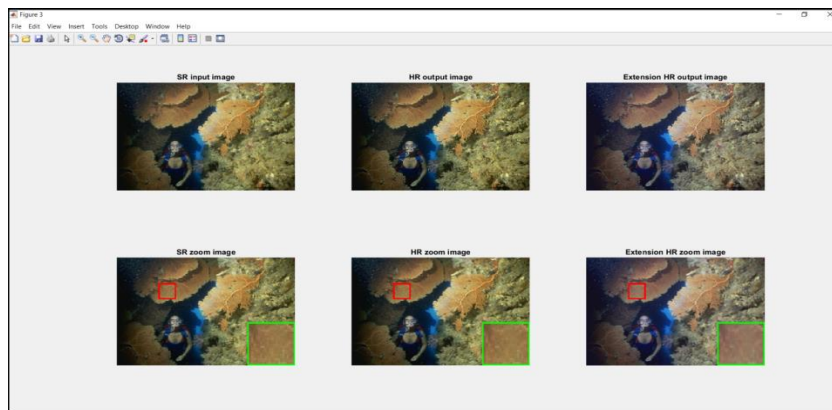 Figure 3
File Edit View Insert Tools Desktop Window Help
SR input image HR output image Extension HR output image
SR zoom image HR zoom image Extension HR zoom image